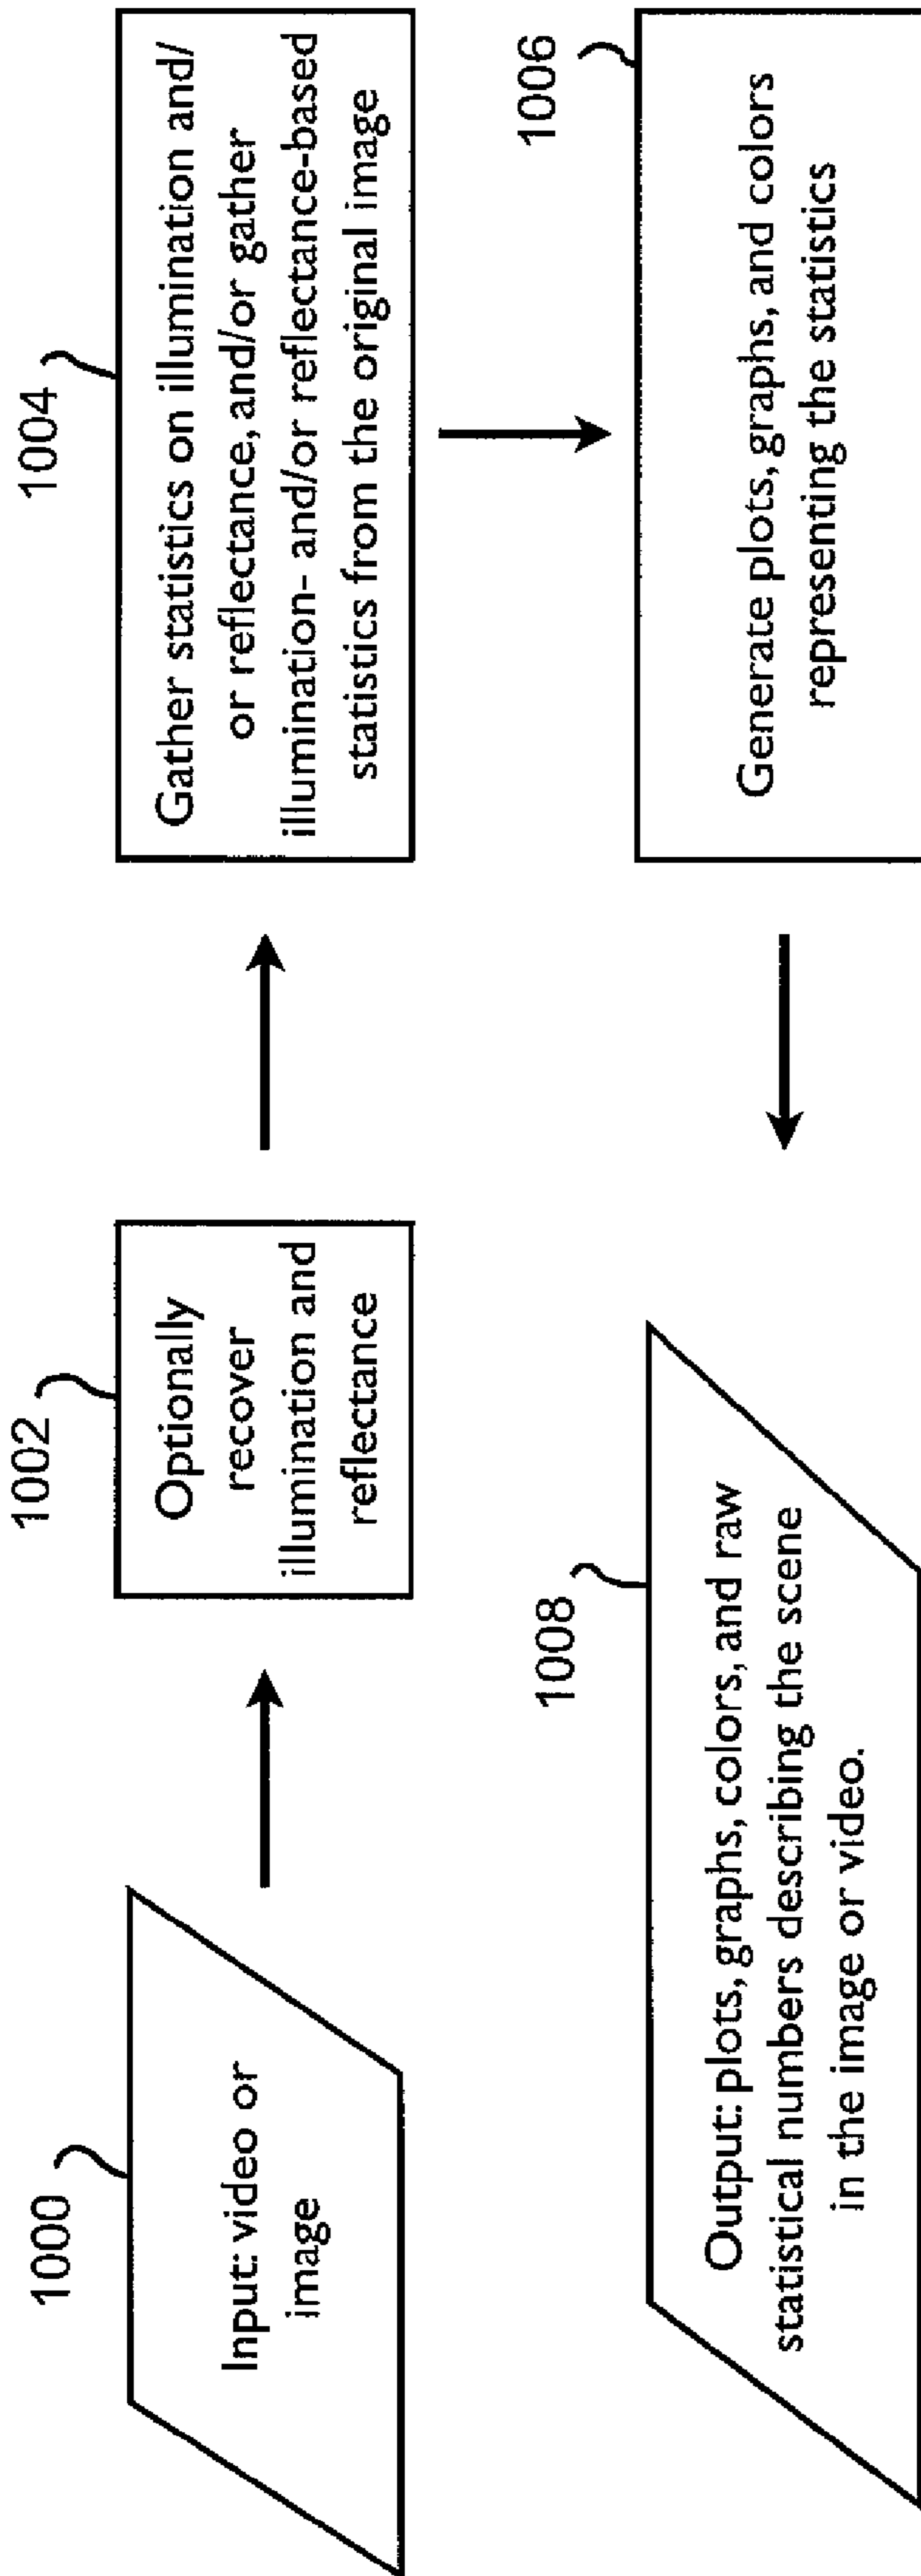 1000
Input: video or
image
1002
Optionally
recover
illumination and
reflectance
1004
Gather statistics on illumination and/
or reflectance, and/or gather
illumination- and/or reflectance-based
statistics from the original image
1006
Generate plots, graphs, and colors
representing the statistics
1008
Output: plots, graphs, colors, and raw
statistical numbers describing the scene
in the image or video.